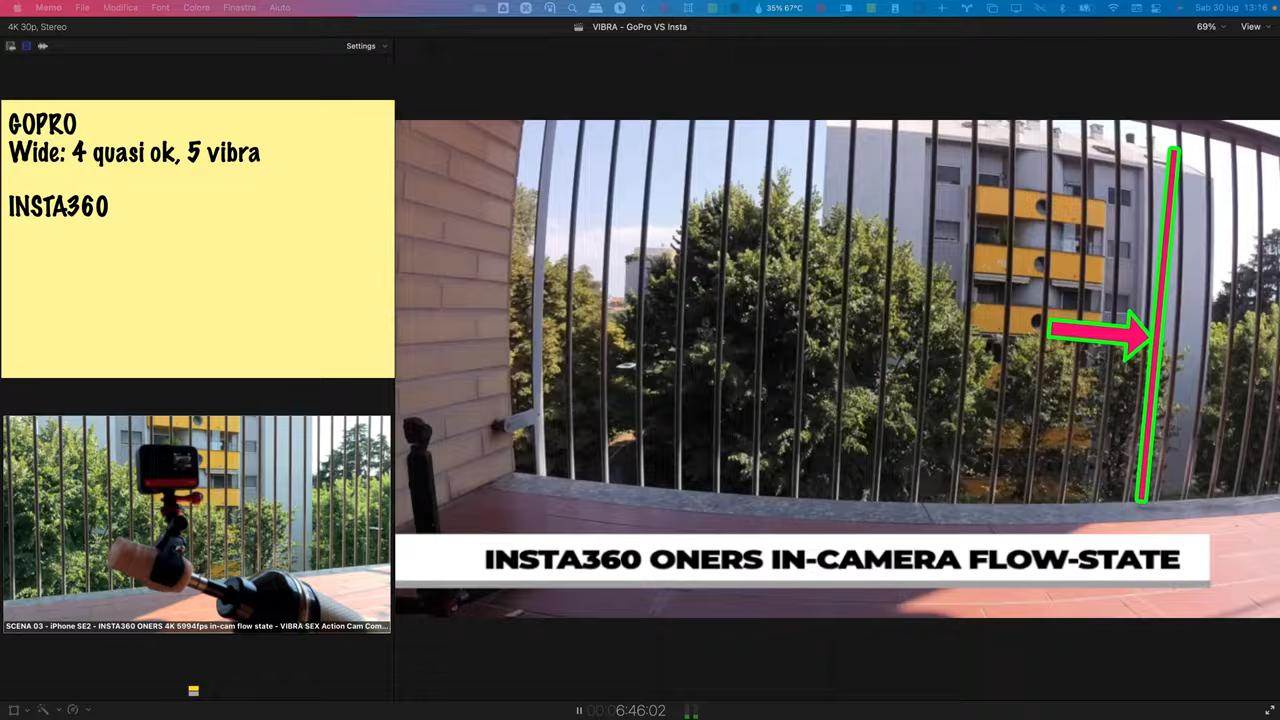 Memo File Modifica Font Colore Finestra Aiuto 35% 67°C Sab 30 lug 13:16
4K 30p, Stereo VIBRA - GoPro VS Insta 69% View
Settings
GOPRO
Wide: 4 quasi ok, 5 vibra
INSTA360
INSTA360 ONERS IN-CAMERA FLOW-STATE
SCENA 03 - iPhone SE2 - INSTA360 ONERS 4K 5994fps in-cam flow state - VIBRA SEX Action Cam Com...
00:00:6:46:02